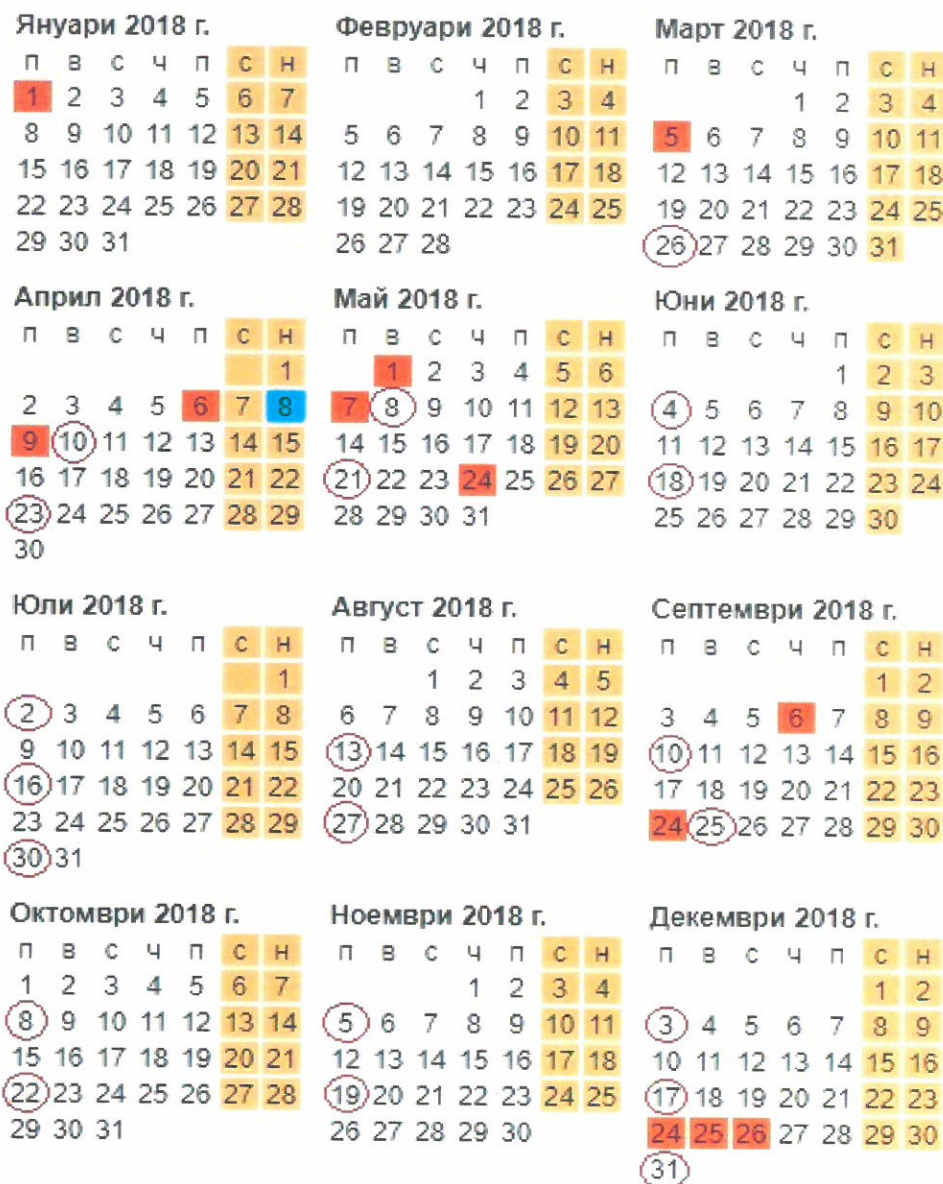 Януари 2018 г.
П В С Ч П С Н
1 2 3 4 5 6 7
8 9 10 11 12 13 14
15 16 17 18 19 20 21
22 23 24 25 26 27 28
29 30 31
Февруари 2018 г.
П В С Ч П С Н
1 2 3 4
5 6 7 8 9 10 11
12 13 14 15 16 17 18
19 20 21 22 23 24 25
26 27 28
Март 2018 г.
П В С Ч П С Н
1 2 3 4
5 6 7 8 9 10 11
12 13 14 15 16 17 18
19 20 21 22 23 24 25
26 27 28 29 30 31
Април 2018 г.
П В С Ч П С Н
1
2 3 4 5 6 7 8
9 10 11 12 13 14 15
16 17 18 19 20 21 22
23 24 25 26 27 28 29
30
Май 2018 г.
П В С Ч П С Н
1 2 3 4 5 6
7 8 9 10 11 12 13
14 15 16 17 18 19 20
21 22 23 24 25 26 27
28 29 30 31
Юни 2018 г.
П В С Ч П С Н
1 2 3
4 5 6 7 8 9 10
11 12 13 14 15 16 17
18 19 20 21 22 23 24
25 26 27 28 29 30
Юли 2018 г.
П В С Ч П С Н
1
2 3 4 5 6 7 8
9 10 11 12 13 14 15
16 17 18 19 20 21 22
23 24 25 26 27 28 29
30 31
Август 2018 г.
П В С Ч П С Н
1 2 3 4 5
6 7 8 9 10 11 12
13 14 15 16 17 18 19
20 21 22 23 24 25 26
27 28 29 30 31
Септември 2018 г.
П В С Ч П С Н
1 2
3 4 5 6 7 8 9
10 11 12 13 14 15 16
17 18 19 20 21 22 23
24 25 26 27 28 29 30
Октомври 2018 г.
П В С Ч П С Н
1 2 3 4 5 6 7
8 9 10 11 12 13 14
15 16 17 18 19 20 21
22 23 24 25 26 27 28
29 30 31
Ноември 2018 г.
П В С Ч П С Н
1 2 3 4
5 6 7 8 9 10 11
12 13 14 15 16 17 18
19 20 21 22 23 24 25
26 27 28 29 30
Декември 2018 г.
П В С Ч П С Н
1 2
3 4 5 6 7 8 9
10 11 12 13 14 15 16
17 18 19 20 21 22 23
24 25 26 27 28 29 30
31